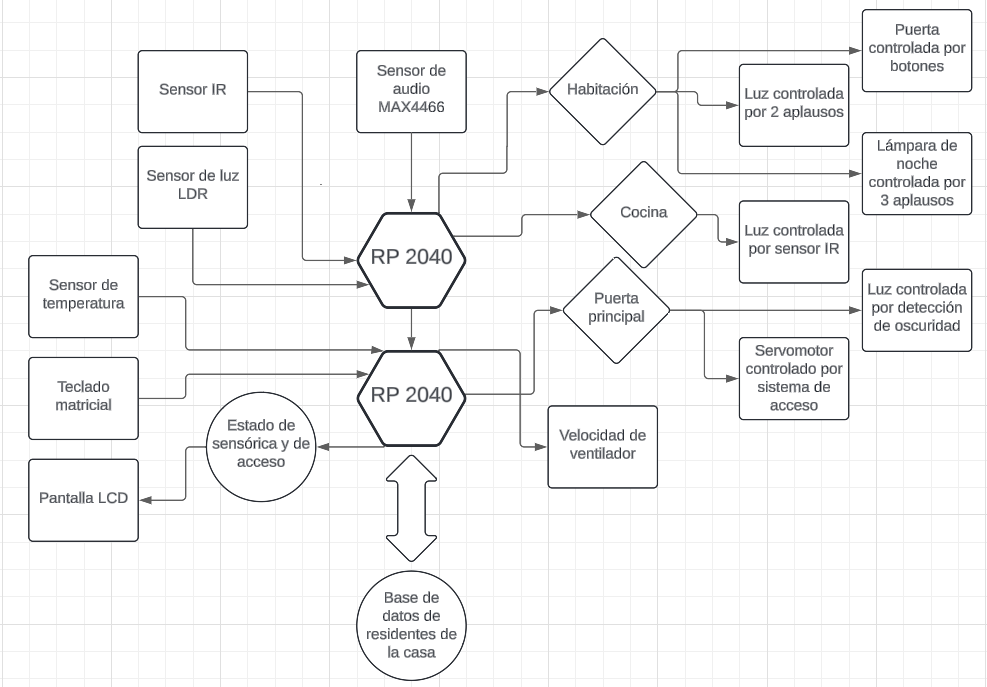 Sensor IR
Sensor de
audio
MAX4466
Habitación
Puerta
controlada por
botones
Luz controlada
por 2 aplausos
Lámpara de
noche
controlada por
3 aplausos
Sensor de luz
LDR
Cocina
Luz controlada
por sensor IR
RP 2040
Sensor de
temperatura
Puerta
principal
Luz controlada
por detección
de oscuridad
Servomotor
controlado por
sistema de
acceso
Teclado
matricial
RP 2040
Estado de
sensórica y de
acceso
Velocidad de
ventilador
Pantalla LCD
Base de
datos de
residentes de
la casa